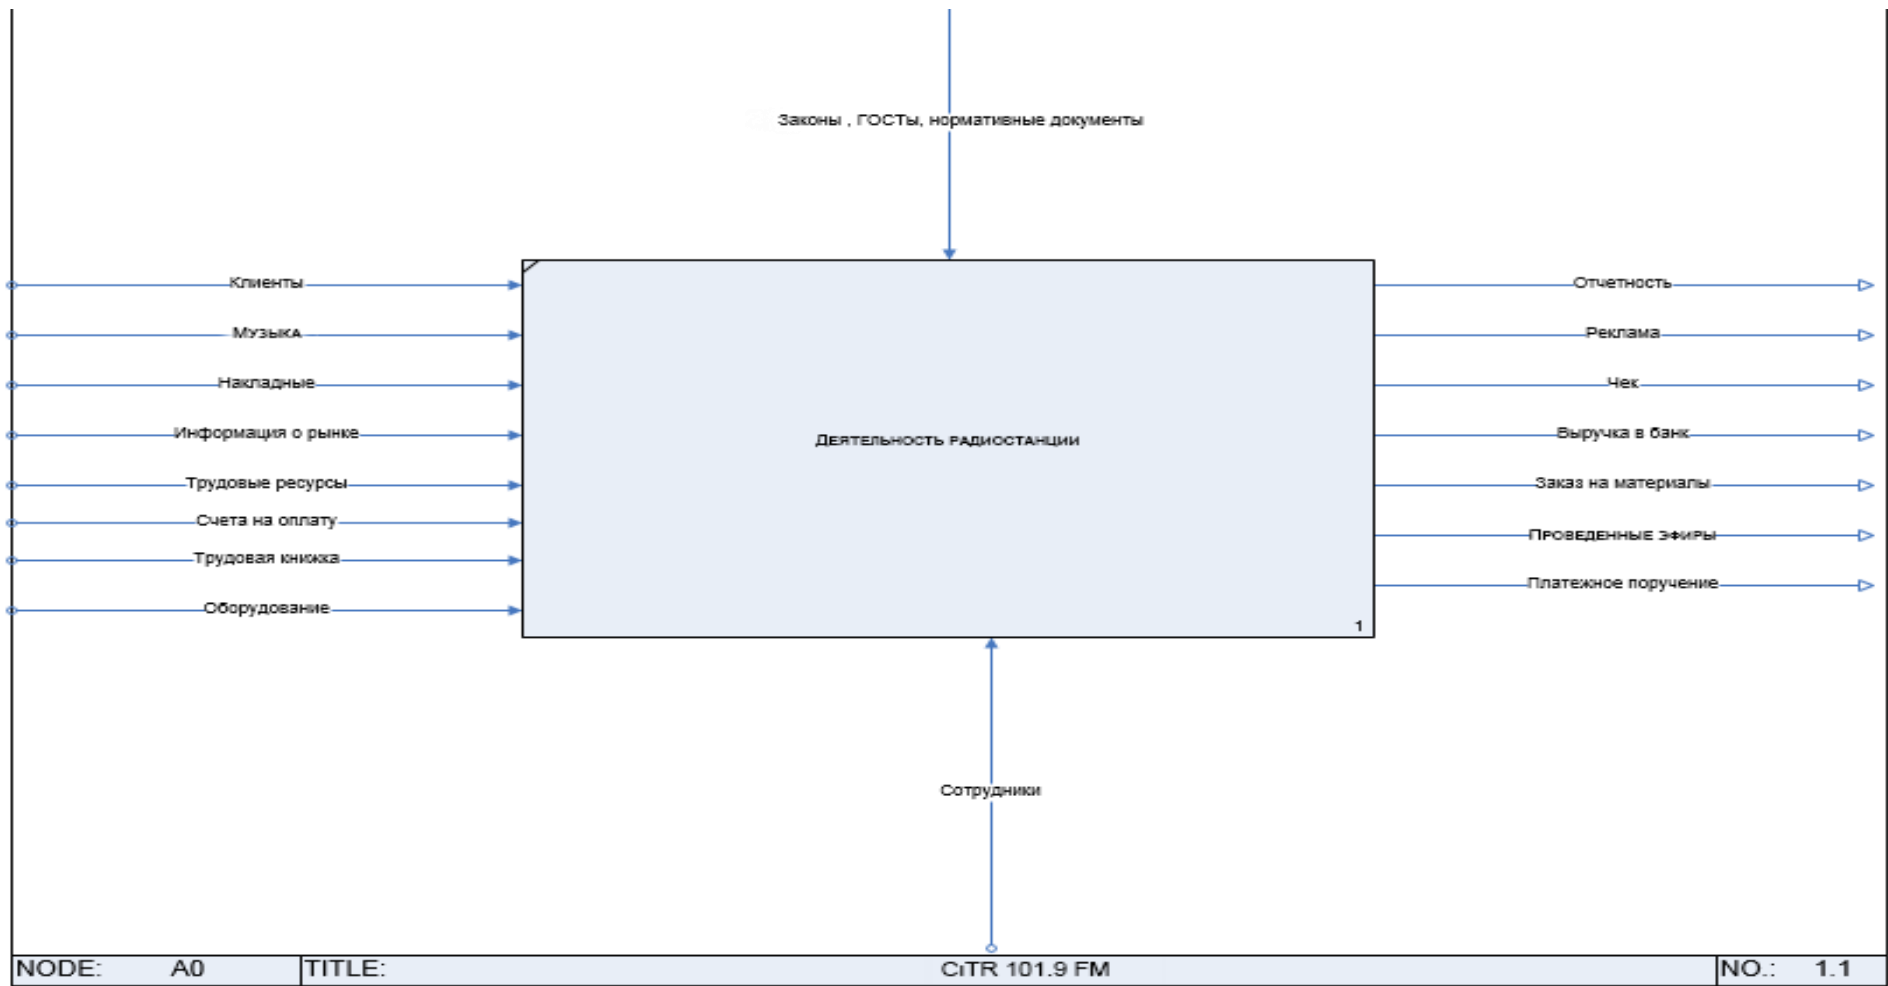 Законы , ГОСТы, нормативные документы
Клиенты
Музыка
Накладные
Информация о рынке
Трудовые ресурсы
Счета на оплату
Трудовая книжка
Оборудование
Деятельность радиостанции
1
Отчетность
Реклама
Чек
Выручка в банк
Заказ на материалы
Проведенные эфиры
Платежное поручение
Сотрудники
NODE: A0 TITLE: CiTR 101.9 FM NO.: 1.1